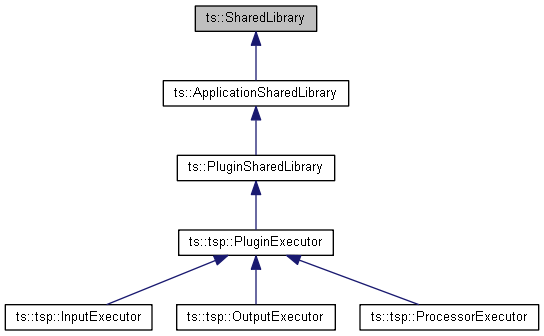 ts::SharedLibrary
ts::ApplicationSharedLibrary
ts::PluginSharedLibrary
ts::tsp::PluginExecutor
ts::tsp::InputExecutor
ts::tsp::OutputExecutor
ts::tsp::ProcessorExecutor